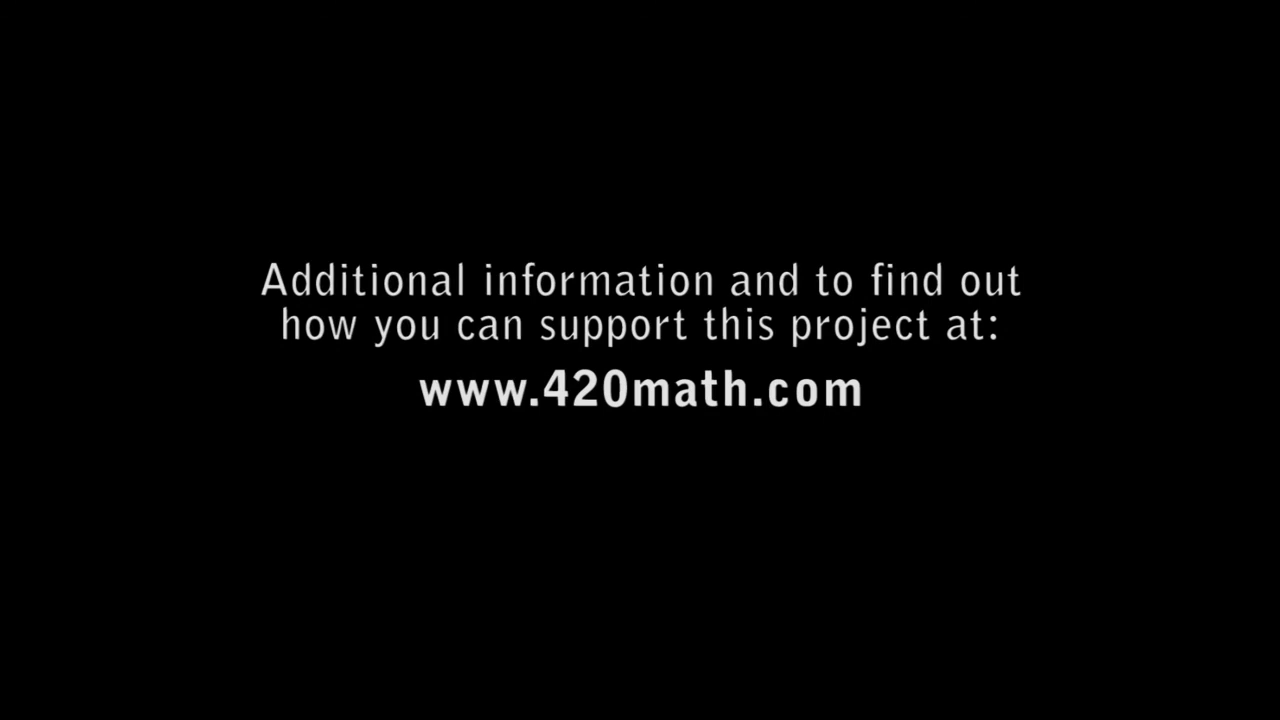 Additional information and to find out
how you can support this project at:
www.420math.com